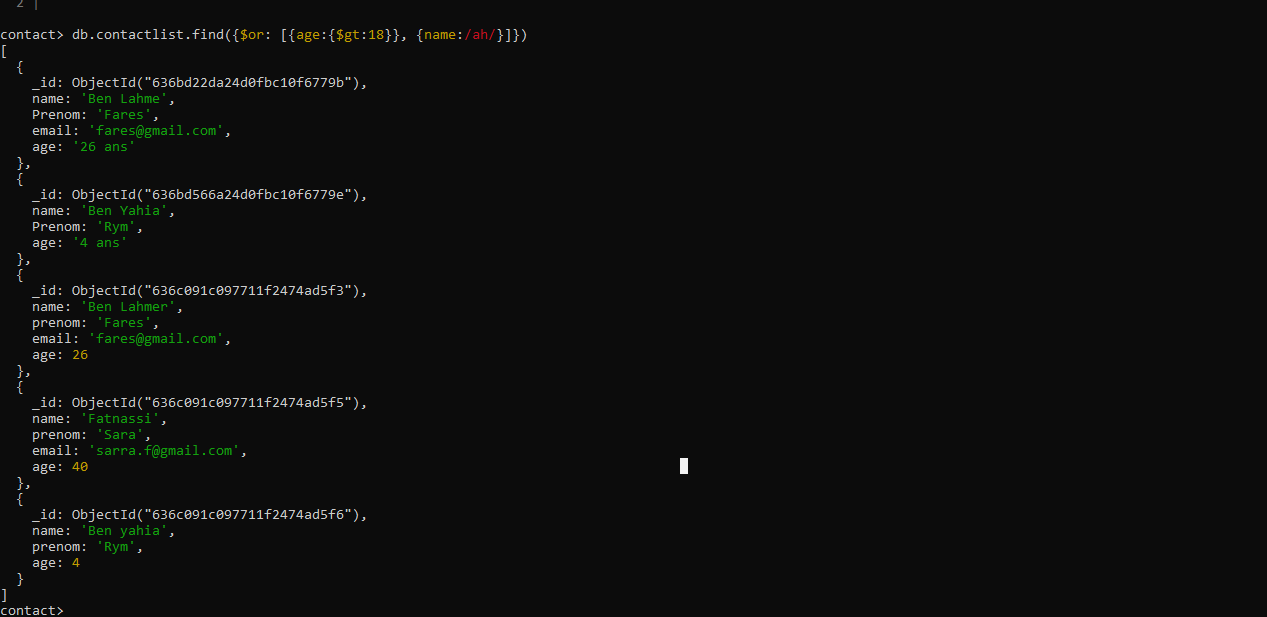 2 |
contact> db.contactlist.find({$or: [{age:{$gt:18}}, {name:/ah/}]})
[
  {
    _id: ObjectId("636bd22da24d0fbc10f6779b"),
    name: 'Ben Lahme',
    Prenom: 'Fares',
    email: 'fares@gmail.com',
    age: '26 ans'
  },
  {
    _id: ObjectId("636bd566a24d0fbc10f6779e"),
    name: 'Ben Yahia',
    Prenom: 'Rym',
    age: '4 ans'
  },
  {
    _id: ObjectId("636c091c097711f2474ad5f3"),
    name: 'Ben Lahmer',
    prenom: 'Fares',
    email: 'fares@gmail.com',
    age: 26
  },
  {
    _id: ObjectId("636c091c097711f2474ad5f5"),
    name: 'Fatnassi',
    prenom: 'Sara',
    email: 'sarra.f@gmail.com',
    age: 40
  },
  {
    _id: ObjectId("636c091c097711f2474ad5f6"),
    name: 'Ben yahia',
    prenom: 'Rym',
    age: 4
  }
]
contact>